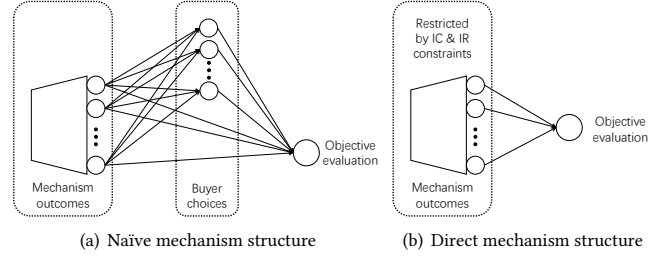 Mechanism
outcomes
Buyer
choices
Objective
evaluation
(a) Naïve mechanism structure
Restricted
by IC & IR
constraints
Mechanism
outcomes
Objective
evaluation
(b) Direct mechanism structure